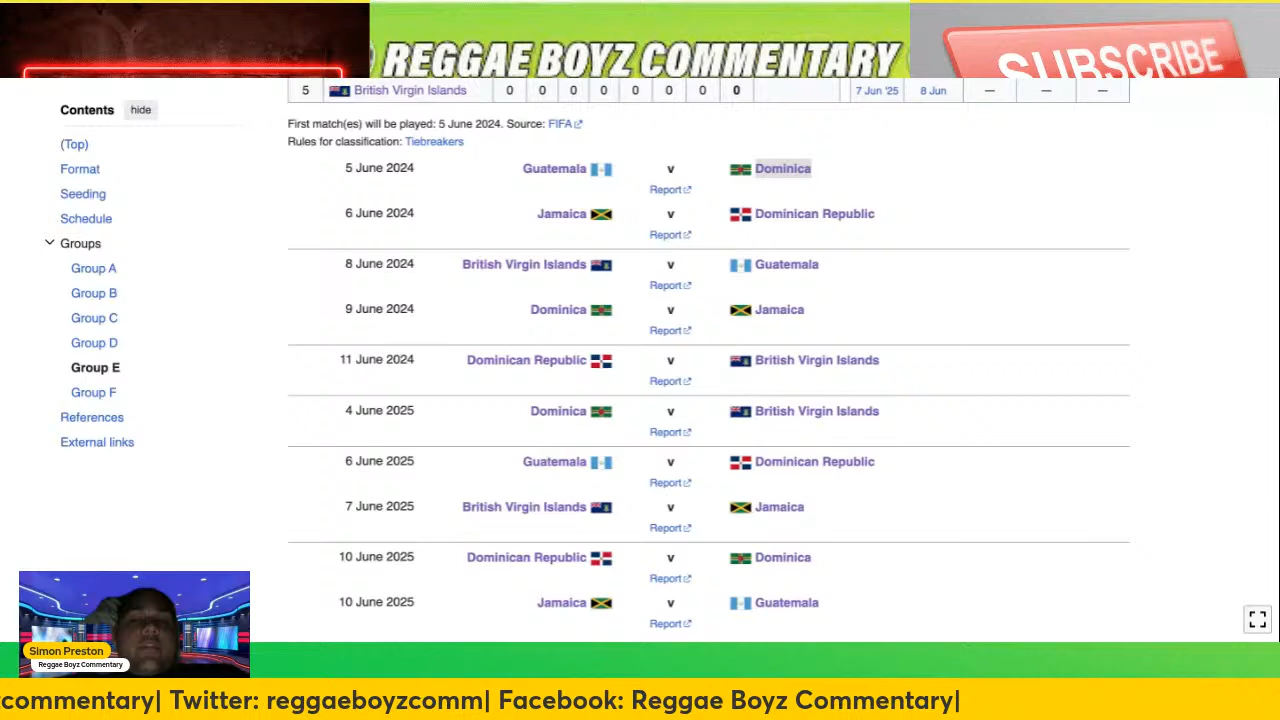 REGGAE BOYZ COMMENTARY
SUBSCRIBE
Contents hide
(Top)
Format
Seeding
Schedule
Groups
Group A
Group B
Group C
Group D
Group E
Group F
References
External links
5 British Virgin Islands 0 0 0 0 0 0 0 0 7 Jun '25 8 Jun — — —
First match(es) will be played: 5 June 2024. Source: FIFA
Rules for classification: Tiebreakers
5 June 2024 Guatemala v Dominica
Report
6 June 2024 Jamaica v Dominican Republic
Report
8 June 2024 British Virgin Islands v Guatemala
Report
9 June 2024 Dominica v Jamaica
Report
11 June 2024 Dominican Republic v British Virgin Islands
Report
4 June 2025 Dominica v British Virgin Islands
Report
6 June 2025 Guatemala v Dominican Republic
Report
7 June 2025 British Virgin Islands v Jamaica
Report
10 June 2025 Dominican Republic v Dominica
Report
10 June 2025 Jamaica v Guatemala
Report
Simon Preston
Reggae Boyz Commentary
commentary| Twitter: reggaeboyzcomm| Facebook: Reggae Boyz Commentary|